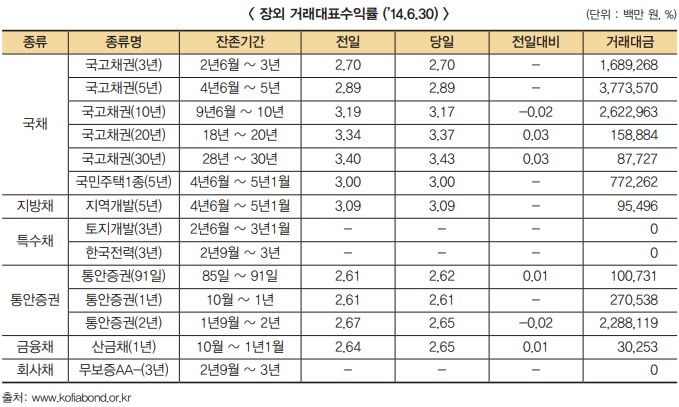 < 장외 거래대표수익률 ('14.6.30) >
(단위 : 백만 원, %)
종류 종류명 잔존기간 전일 당일 전일대비 거래대금
국채 국고채권(3년) 2년6월 ~ 3년 2.70 2.70 - 1,689,268
국고채권(5년) 4년6월 ~ 5년 2.89 2.89 - 3,773,570
국고채권(10년) 9년6월 ~ 10년 3.19 3.17 -0.02 2,622,963
국고채권(20년) 18년 ~ 20년 3.34 3.37 0.03 158,884
국고채권(30년) 28년 ~ 30년 3.40 3.43 0.03 87,727
국민주택1종(5년) 4년6월 ~ 5년1월 3.00 3.00 - 772,262
지방채 지역개발(5년) 4년6월 ~ 5년1월 3.09 3.09 - 95,496
특수채 토지개발(3년) 2년6월 ~ 3년1월 - - - 0
한국전력(3년) 2년9월 ~ 3년 - - - 0
통안증권 통안증권(91일) 85일 ~ 91일 2.61 2.62 0.01 100,731
통안증권(1년) 10월 ~ 1년 2.61 2.61 - 270,538
통안증권(2년) 1년9월 ~ 2년 2.67 2.65 -0.02 2,288,119
금융채 산금채(1년) 10월 ~ 1년1월 2.64 2.65 0.01 30,253
회사채 무보증AA-(3년) 2년9월 ~ 3년 - - - 0
출처: www.kofiabond.or.kr